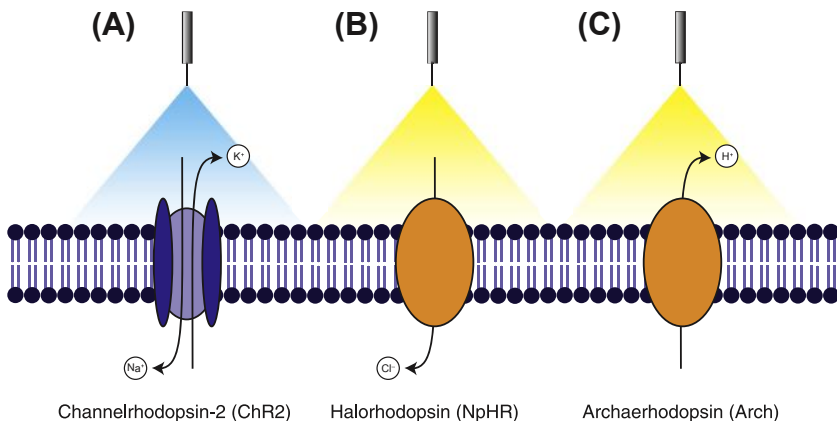 (A) (B) (C)
K⁺
H⁺
Na⁺
Cl⁻
Channelrhodopsin-2 (ChR2) Halorhodopsin (NpHR) Archaerhodopsin (Arch)